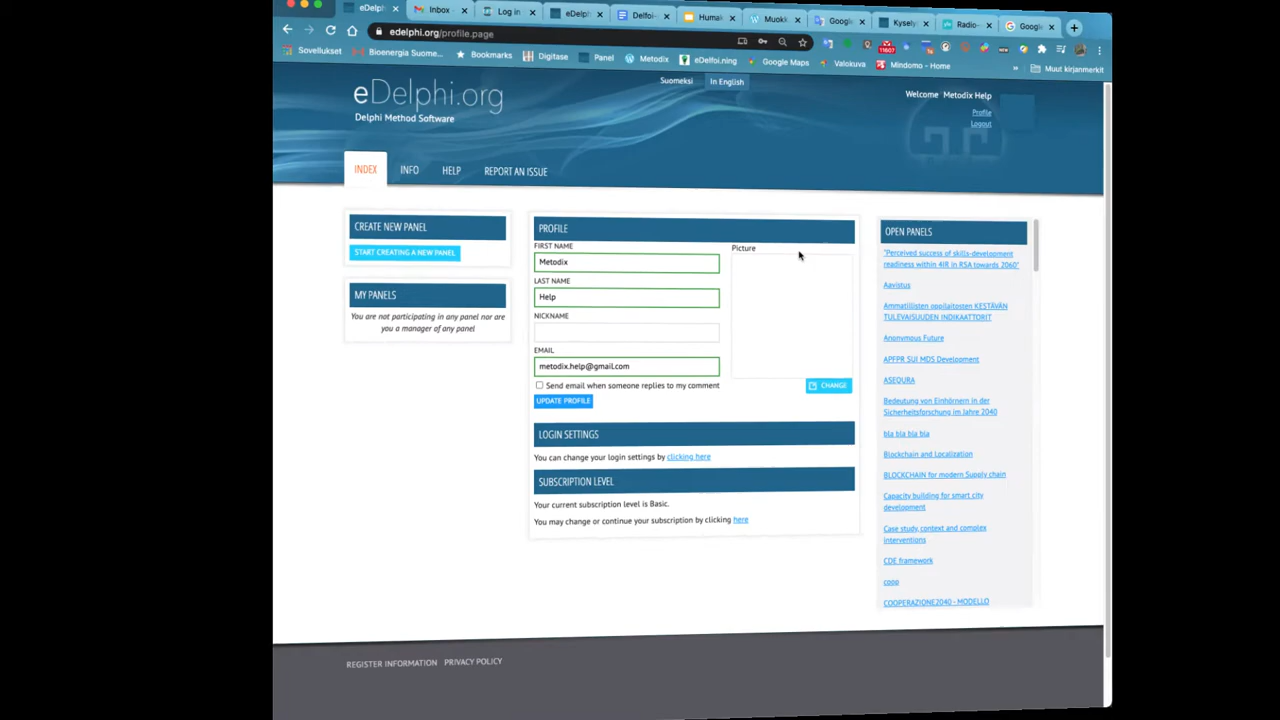 eDelph
Inbox
Log in
eDelph
Delfoi-
Humak
Muokk
Google
Kysely
Radio-
Google
edelphi.org/profile.page
11607
Sovellukset
Bioenergia Suome...
Bookmarks
Digitase
Panel
Metodix
eDelfoi.ning
Google Maps
Valokuva
Mindomo - Home
»
Muut kirjanmerkit
eDelphi.org
Delphi Method Software
Suomeksi
In English
Welcome Metodix Help
Profile
Logout
INDEX
INFO
HELP
REPORT AN ISSUE
CREATE NEW PANEL
START CREATING A NEW PANEL
MY PANELS
You are not participating in any panel nor are
you a manager of any panel
PROFILE
FIRST NAME
Metodix
LAST NAME
Help
NICKNAME
EMAIL
metodix.help@gmail.com
Send email when someone replies to my comment
UPDATE PROFILE
Picture
CHANGE
LOGIN SETTINGS
You can change your login settings by clicking here
SUBSCRIPTION LEVEL
Your current subscription level is Basic.
You may change or continue your subscription by clicking here
OPEN PANELS
"Perceived success of skills-development
readiness within 4IR in RSA towards 2060"
Aavistus
Ammatillisten oppilaitosten KESTÄVÄN
TULEVAISUUDEN INDIKAATTORIT
Anonymous Future
APFPR SUI MDS Development
ASEQURA
Bedeutung von Einhörnern in der
Sicherheitsforschung im Jahre 2040
bla bla bla bla
Blockchain and Localization
BLOCKCHAIN for modern Supply chain
Capacity building for smart city
development
Case study, context and complex
interventions
CDE framework
copp
COOPERAZIONE2040 - MODELLO
REGISTER INFORMATION
PRIVACY POLICY